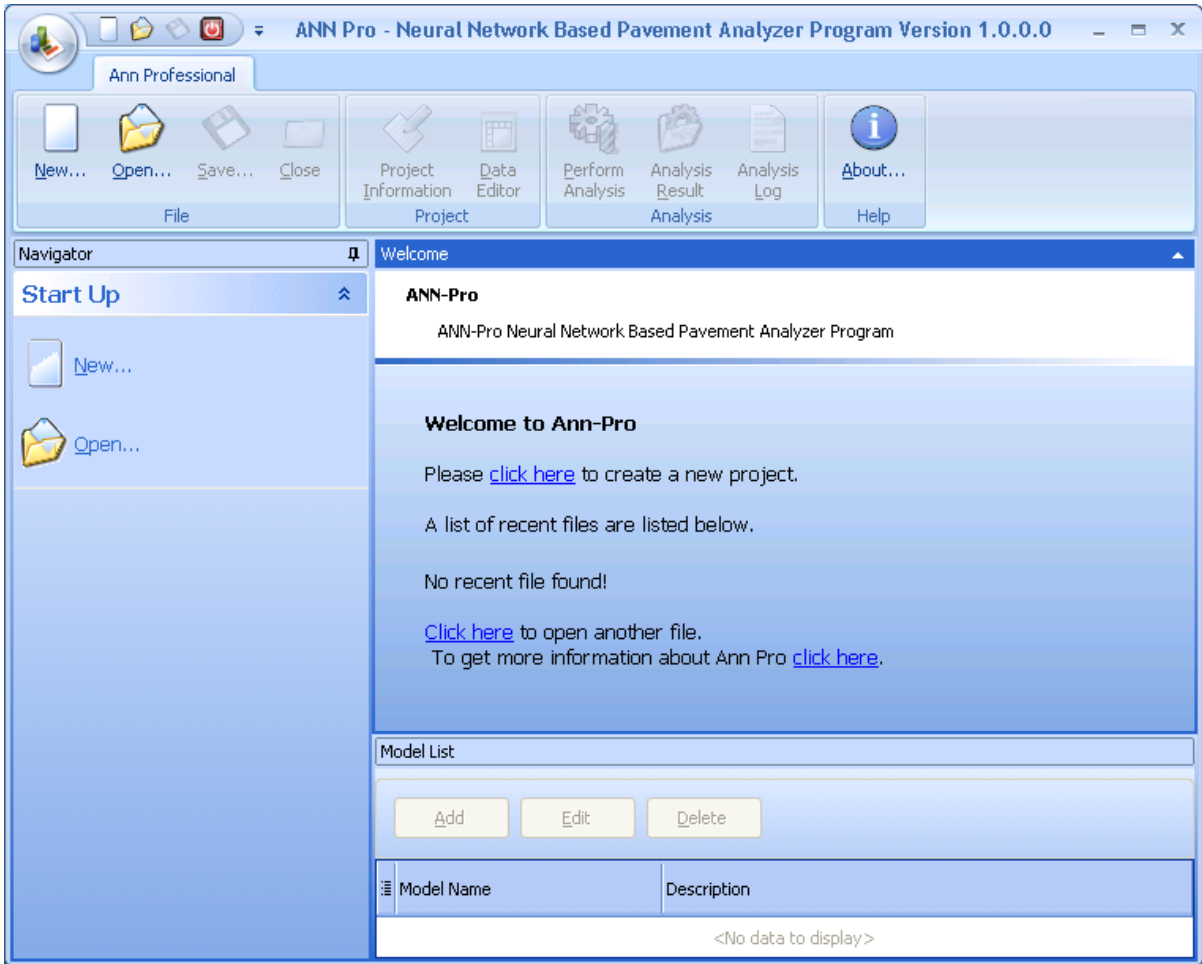 ANN Pro - Neural Network Based Pavement Analyzer Program Version 1.0.0.0
Ann Professional
New... Open... Save... Close
Project Information
Data Editor
Perform Analysis
Analysis Result
Analysis Log
About...
File Project Analysis Help
Navigator
Start Up
New...
Open...
Welcome
ANN-Pro
ANN-Pro Neural Network Based Pavement Analyzer Program
Welcome to Ann-Pro
Please click here to create a new project.
A list of recent files are listed below.
No recent file found!
Click here to open another file.
To get more information about Ann Pro click here.
Model List
Add Edit Delete
Model Name Description
<No data to display>